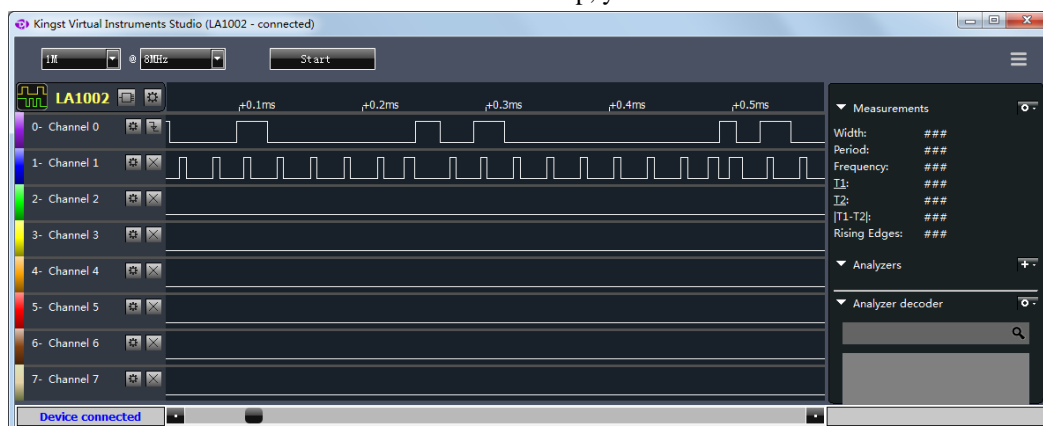 Kingst Virtual Instruments Studio (LA1002 - connected)
1M @ 8MHz Start
LA1002
+0.1ms +0.2ms +0.3ms +0.4ms +0.5ms
Measurements
0- Channel 0
Width: ###
Period: ###
1- Channel 1
Frequency: ###
T1: ###
2- Channel 2
T2: ###
|T1-T2|: ###
3- Channel 3
Rising Edges: ###
4- Channel 4
Analyzers
5- Channel 5
Analyzer decoder
6- Channel 6
7- Channel 7
Device connected